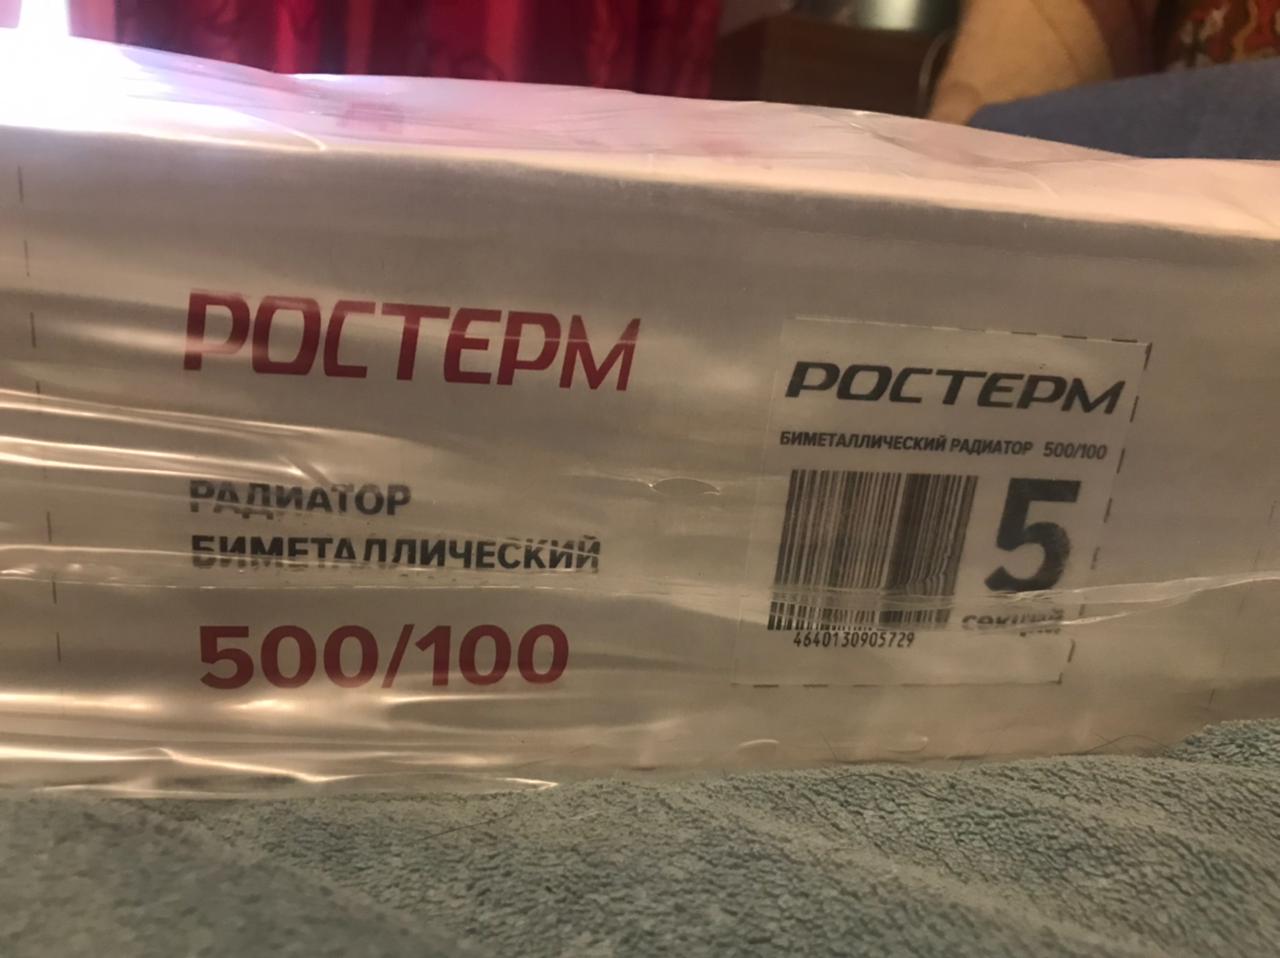 РОСТЕРМ
РАДИАТОР
БИМЕТАЛЛИЧЕСКИЙ
500/100
РОСТЕРМ
БИМЕТАЛЛИЧЕСКИЙ РАДИАТОР 500/100
5
секций
4640130905729